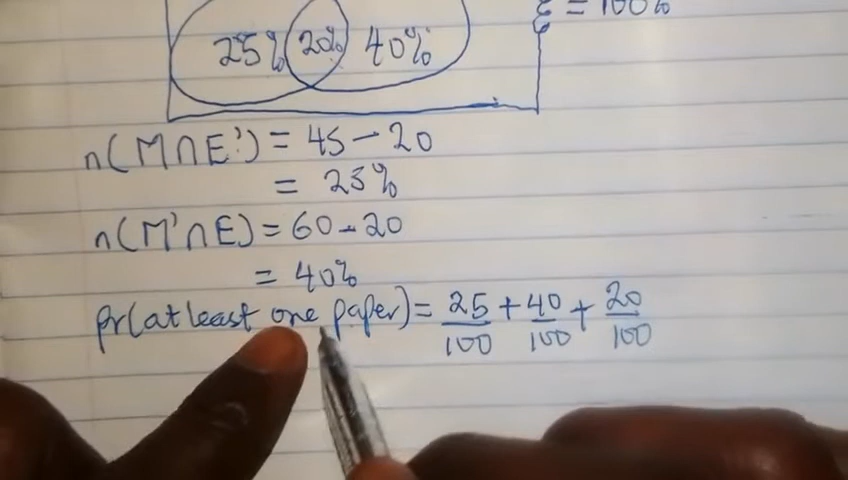 ξ = 100%
25% 20% 40%
n(M∩E') = 45 - 20
= 25%
n(M'∩E) = 60 - 20
= 40%
pr(at least one paper) = 25/100 + 40/100 + 20/100